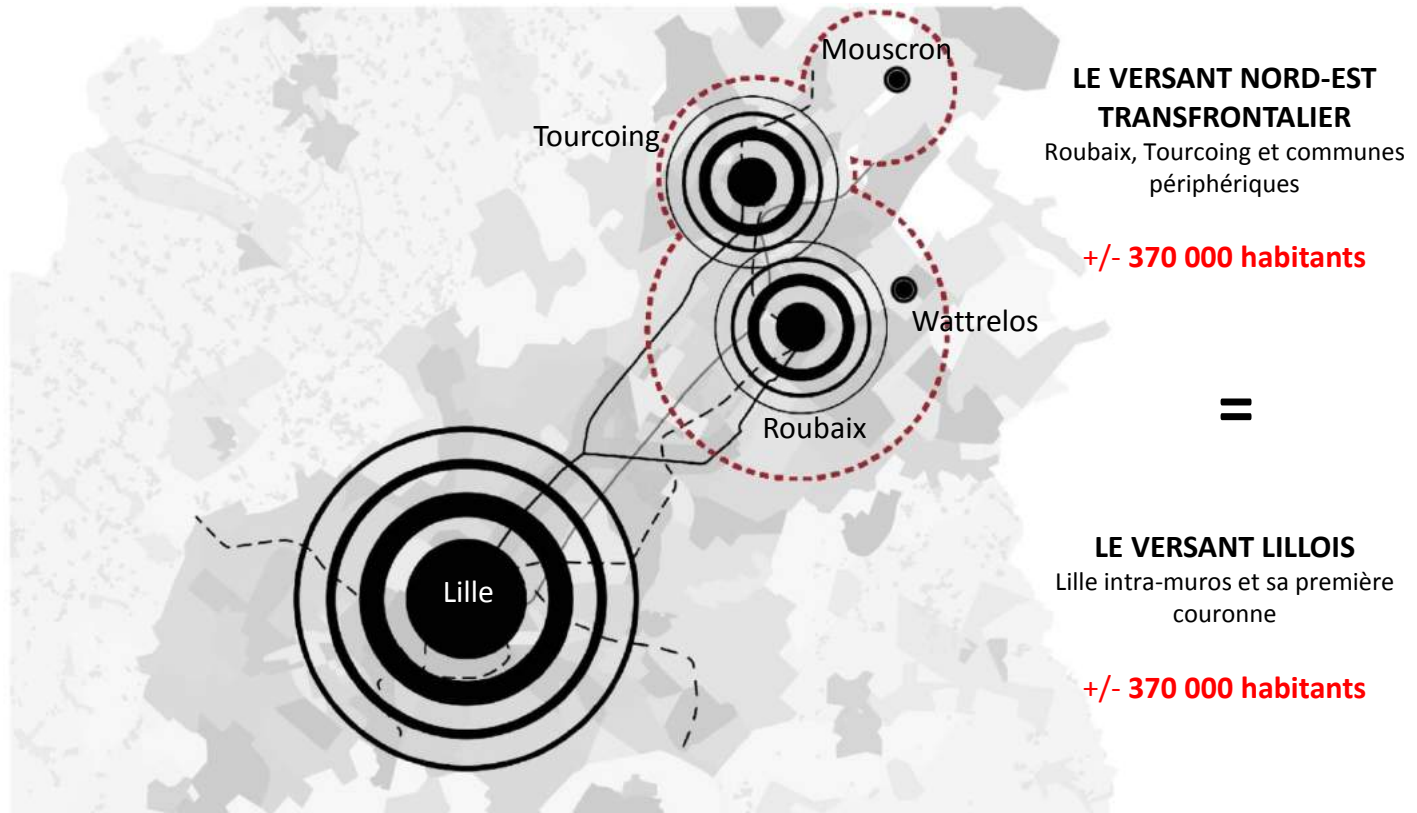 Mouscron
Tourcoing
Wattrelos
Roubaix
Lille
LE VERSANT NORD-EST
TRANSFRONTALIER
Roubaix, Tourcoing et communes
périphériques
+/- 370 000 habitants
=
LE VERSANT LILLOIS
Lille intra-muros et sa première
couronne
+/- 370 000 habitants